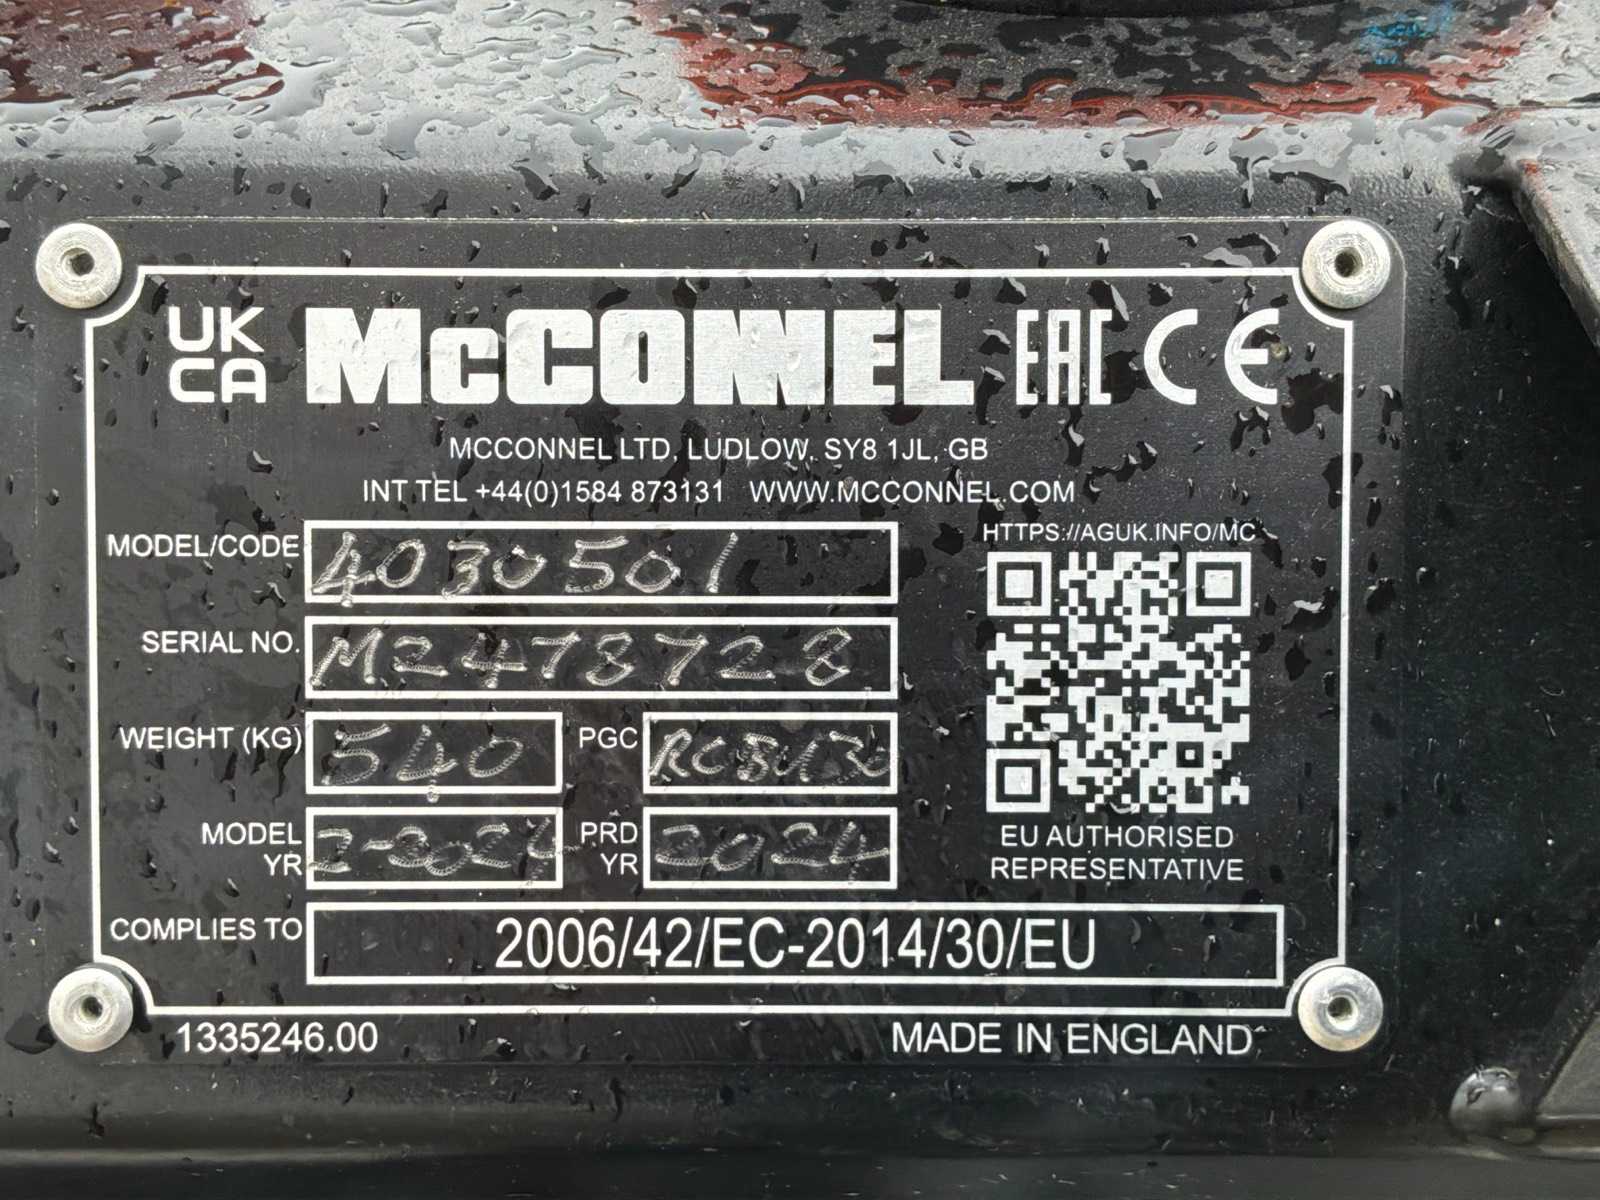 UK
CA
McCONNEL EAC CE
MCCONNEL LTD, LUDLOW, SY8 1JL, GB
INT TEL +44(0)1584 873131 WWW.MCCONNEL.COM
HTTPS://AGUK.INFO/MC
MODEL/CODE 4030501
SERIAL NO. M2478728
WEIGHT (KG) 540 PGC
MODEL YR PRD YR 2024
EU AUTHORISED
REPRESENTATIVE
COMPLIES TO 2006/42/EC-2014/30/EU
1335246.00 MADE IN ENGLAND